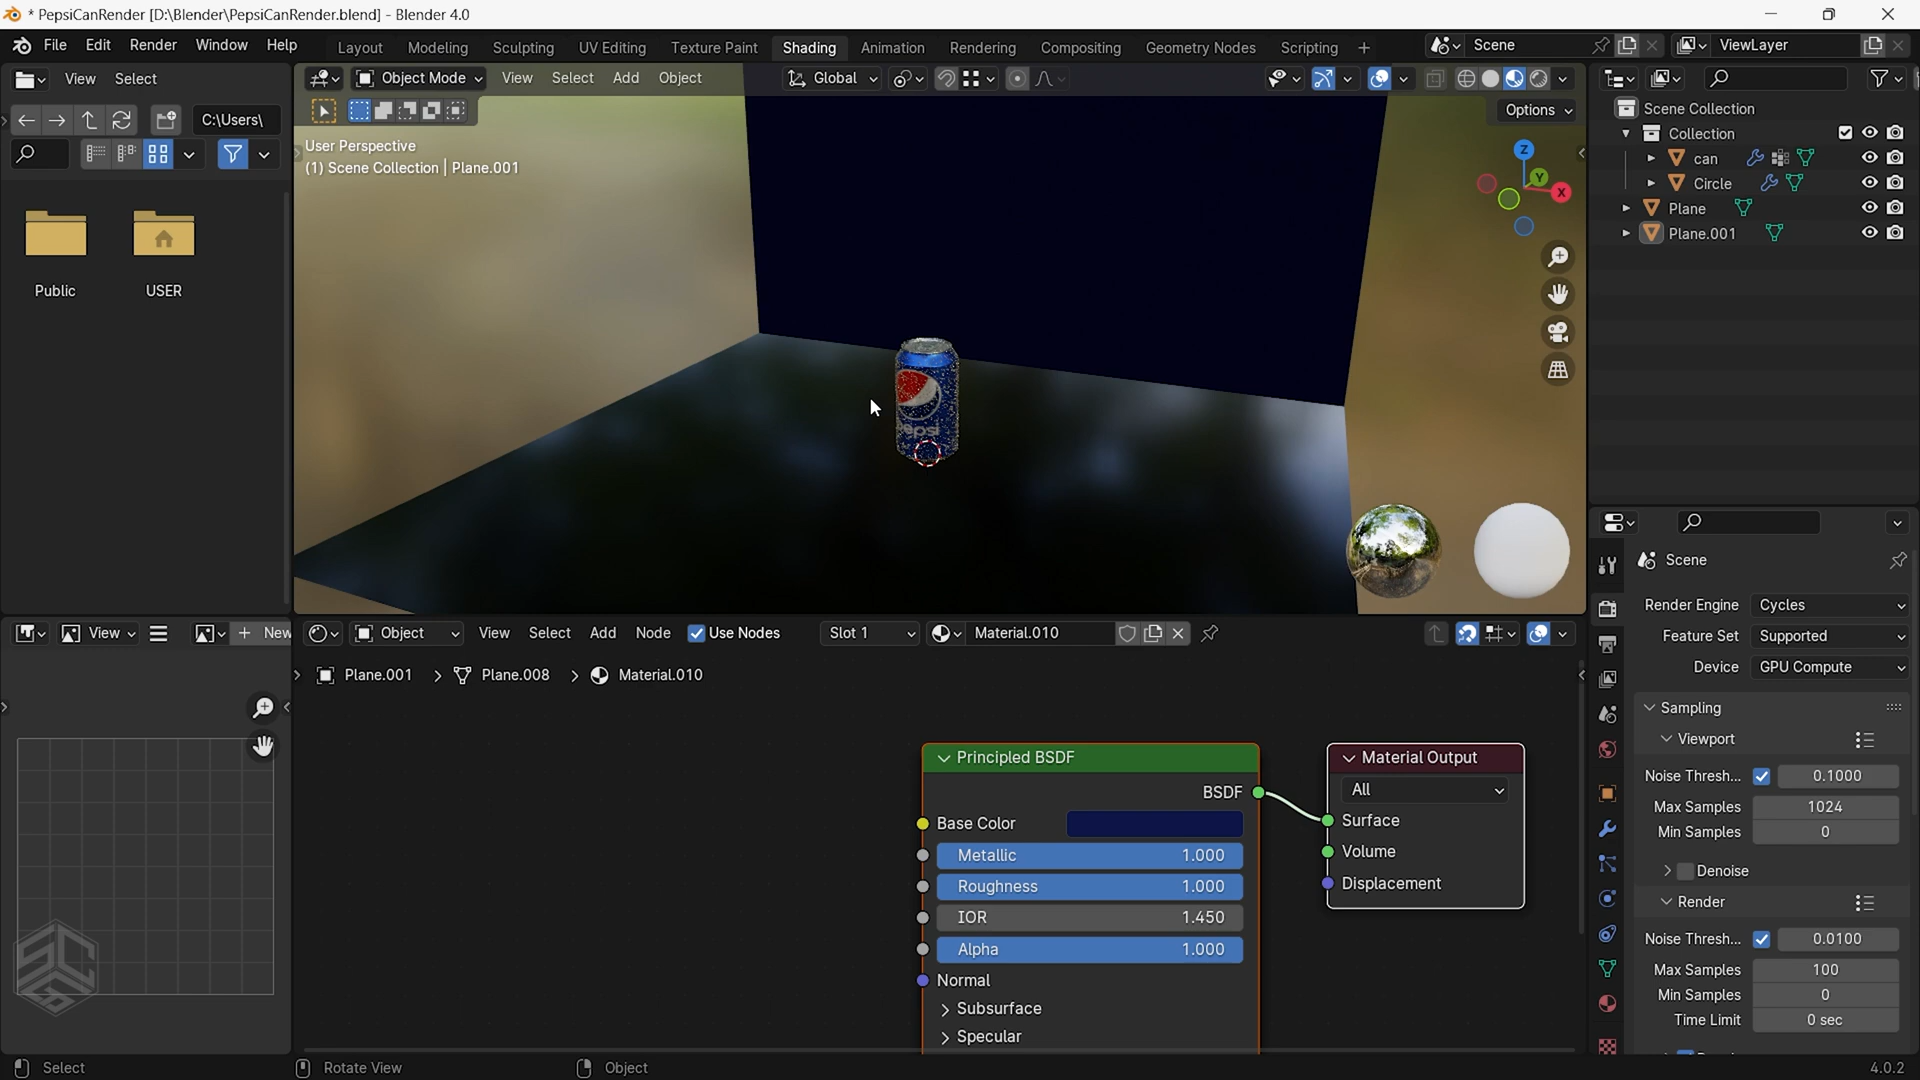 * PepsiCanRender [D:\Blender\PepsiCanRender.blend] - Blender 4.0
File Edit Render Window Help
Layout Modeling Sculpting UV Editing Texture Paint Shading Animation Rendering Compositing Geometry Nodes Scripting +
Scene
ViewLayer
View Select
C:\Users\
Public
USER
Object Mode View Select Add Object
Global
Options
User Perspective
(1) Scene Collection | Plane.001
Z
Y
X
pepsi
Scene Collection
Collection
can
Circle
Plane
Plane.001
Scene
Render Engine Cycles
Feature Set Supported
Device GPU Compute
Sampling
Viewport
Noise Thresh... 0.1000
Max Samples 1024
Min Samples 0
Denoise
Render
Noise Thresh... 0.0100
Max Samples 100
Min Samples 0
Time Limit 0 sec
View
+ New
Object View Select Add Node Use Nodes
Slot 1
Material.010
Plane.001 > Plane.008 > Material.010
Principled BSDF
BSDF
Base Color
Metallic 1.000
Roughness 1.000
IOR 1.450
Alpha 1.000
Normal
Subsurface
Specular
Material Output
All
Surface
Volume
Displacement
Select
Rotate View
Object
4.0.2